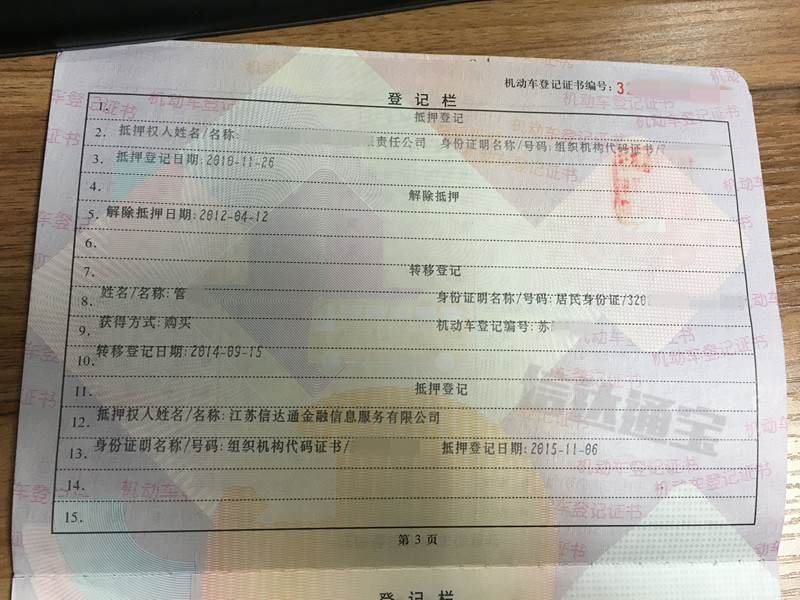 机动车登记证书编号:3
登记栏
1. 抵押登记
2. 抵押权人姓名/名称: 责任公司 身份证明名称/号码:组织机构代码证书/7
3. 抵押登记日期:2010-11-26
4. 解除抵押
5. 解除抵押日期:2012-04-12
6.
7. 转移登记
8. 姓名/名称:管 身份证明名称/号码:居民身份证/320
9. 获得方式:购买 机动车登记编号:苏
10. 转移登记日期:2014-09-15
11. 抵押登记
12. 抵押权人姓名/名称:江苏信达通金融信息服务有限公司
13. 身份证明名称/号码:组织机构代码证书/ 抵押登记日期:2015-11-06
14.
15.
信达通宝
第 3 页
登记栏